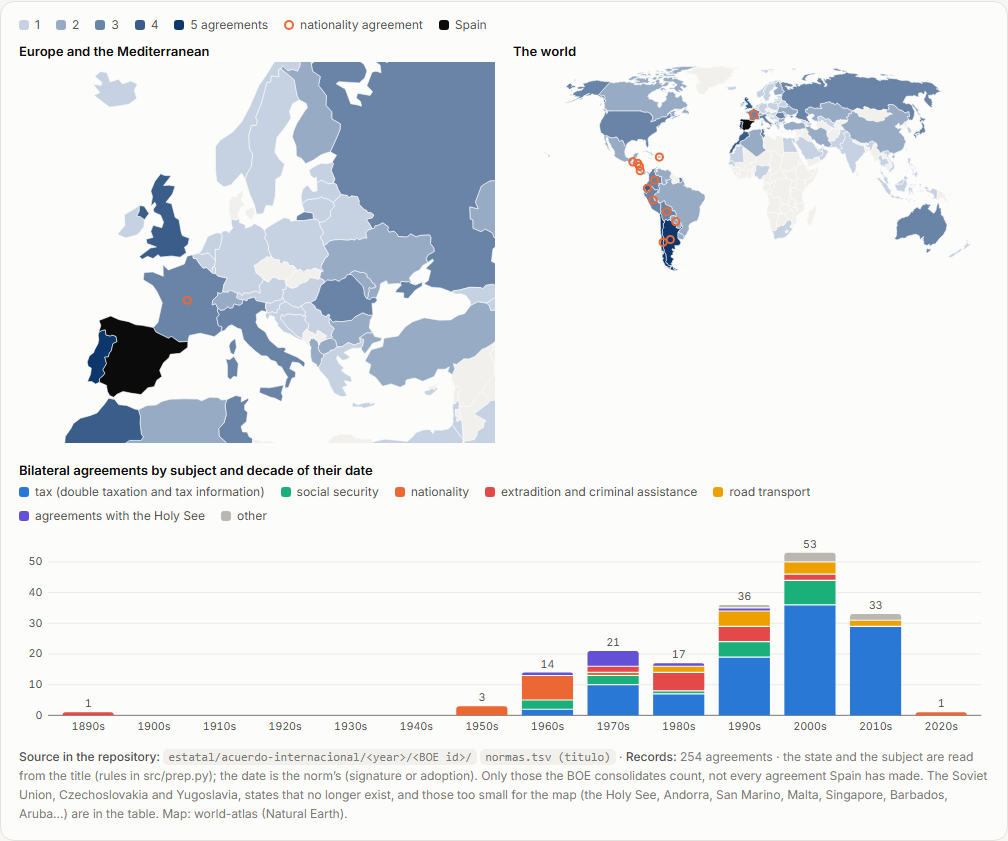 1 2 3 4 5 agreements nationality agreement Spain
Europe and the Mediterranean
The world
Bilateral agreements by subject and decade of their date
tax (double taxation and tax information) social security nationality extradition and criminal assistance road transport
agreements with the Holy See other
53
50
40
36
33
30
21
20
17
14
10
3
1
1
0
1890s 1900s 1910s 1920s 1930s 1940s 1950s 1960s 1970s 1980s 1990s 2000s 2010s 2020s
Source in the repository: estatal/acuerdo-internacional/<year>/<BOE id>/ normas.tsv (titulo) · Records: 254 agreements · the state and the subject are read
from the title (rules in src/prep.py); the date is the norm’s (signature or adoption). Only those the BOE consolidates count, not every agreement Spain has made. The Soviet
Union, Czechoslovakia and Yugoslavia, states that no longer exist, and those too small for the map (the Holy See, Andorra, San Marino, Malta, Singapore, Barbados,
Aruba...) are in the table. Map: world-atlas (Natural Earth).